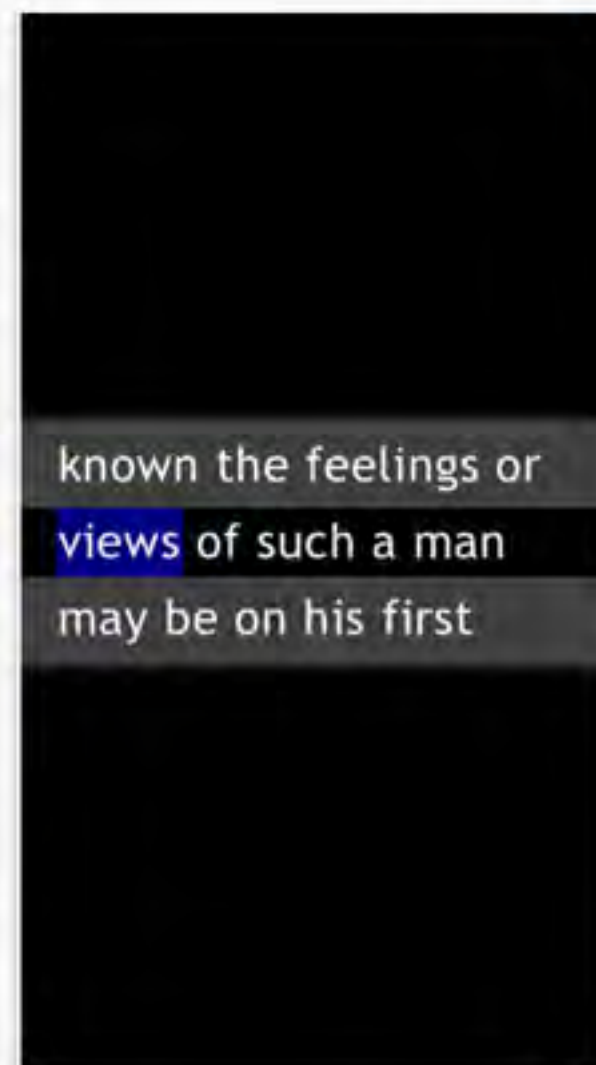 known the feelings or
views of such a man
may be on his first